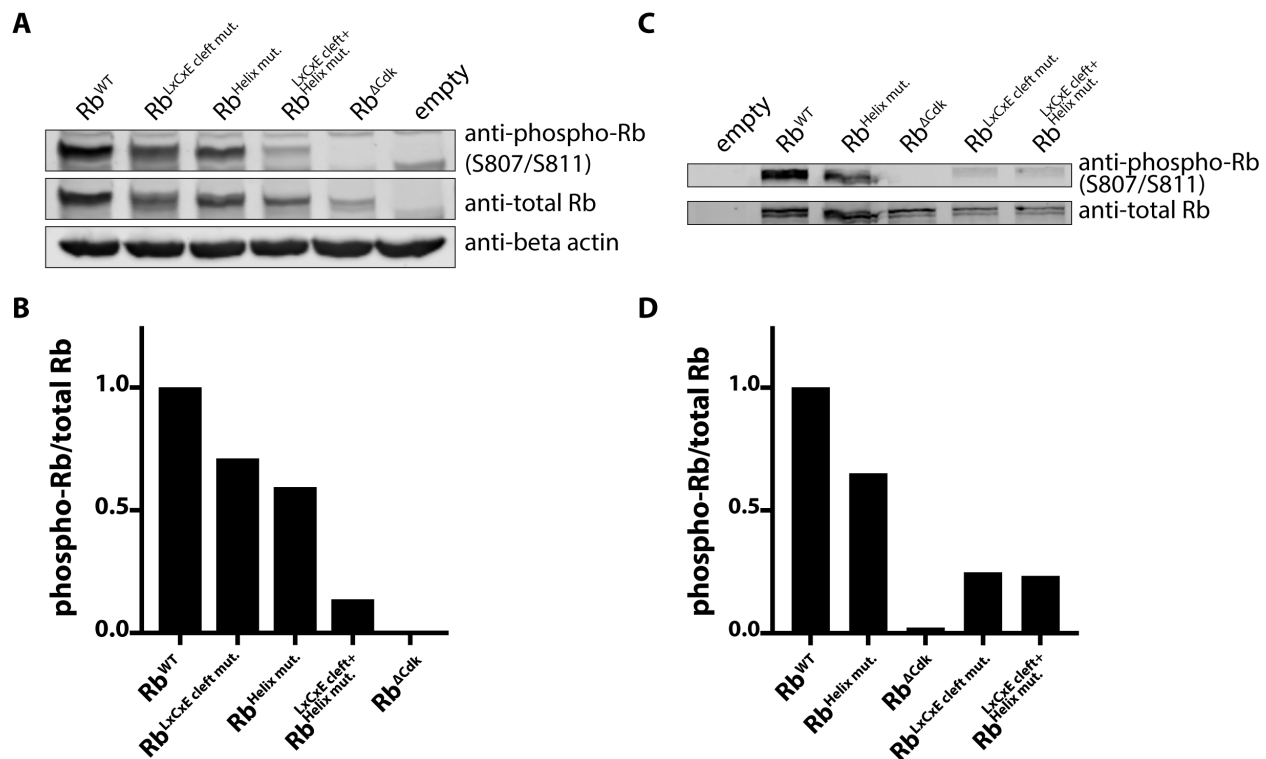 A
Rb^WT
Rb^LxCxE cleft mut.
Rb^Helix mut.
Rb^LxCxE cleft+
Helix mut.
Rb^ΔCdk
empty
anti-phospho-Rb
(S807/S811)
anti-total Rb
anti-beta actin
C
empty
Rb^WT
Rb^Helix mut.
Rb^ΔCdk
Rb^LxCxE cleft mut.
Rb^LxCxE cleft+
Helix mut.
anti-phospho-Rb
(S807/S811)
anti-total Rb
B
phospho-Rb/total Rb
1.0
0.5
0.0
Rb^WT
Rb^LxCxE cleft mut.
Rb^Helix mut.
Rb^LxCxE cleft+
Helix mut.
Rb^ΔCdk
D
phospho-Rb/total Rb
1.0
0.5
0.0
Rb^WT
Rb^Helix mut.
Rb^ΔCdk
Rb^LxCxE cleft mut.
Rb^LxCxE cleft+
Helix mut.